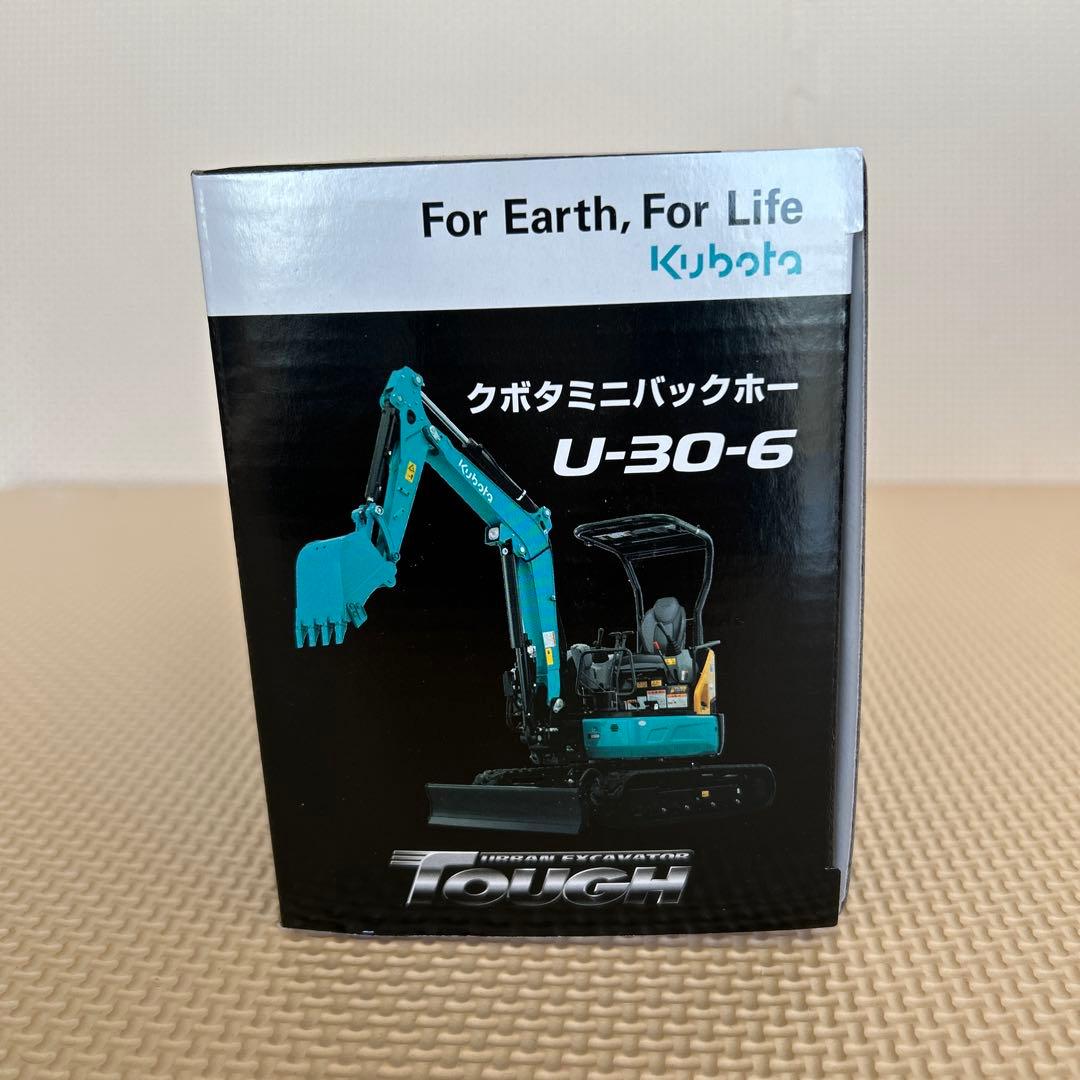 For Earth, For Life
Kubota
クボタミニバックホー
U-30-6
Kubota
URBAN EXCAVATOR
TOUGH